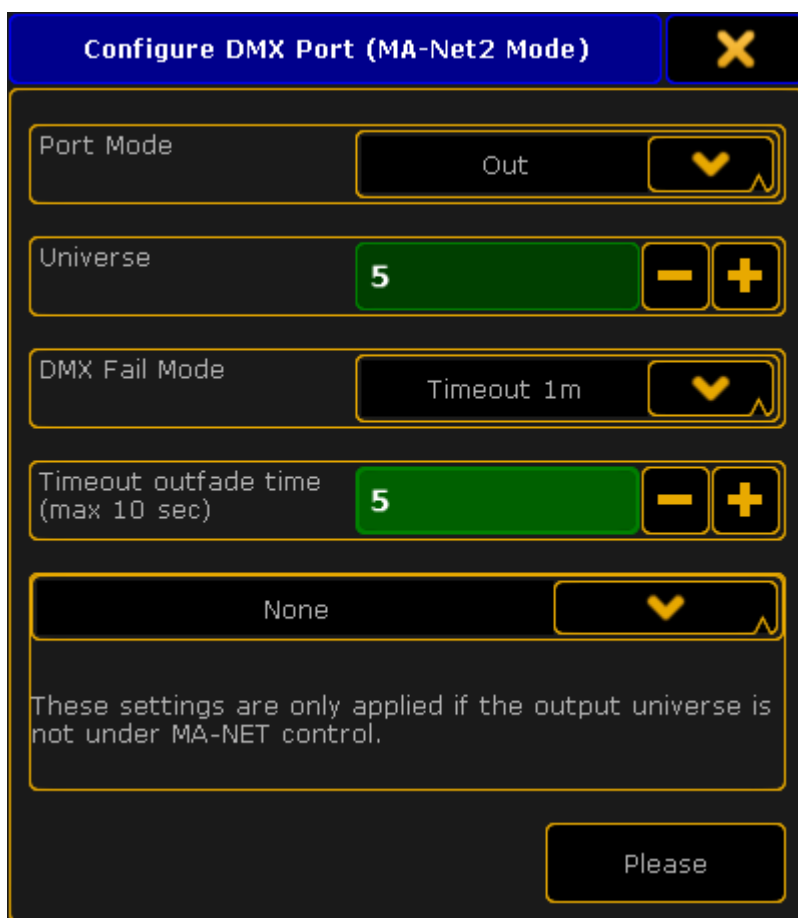 Configure DMX Port (MA-Net2 Mode)
Port Mode
Out
Universe
5
DMX Fail Mode
Timeout 1m
Timeout outfade time
(max 10 sec)
5
None
These settings are only applied if the output universe is
not under MA-NET control.
Please